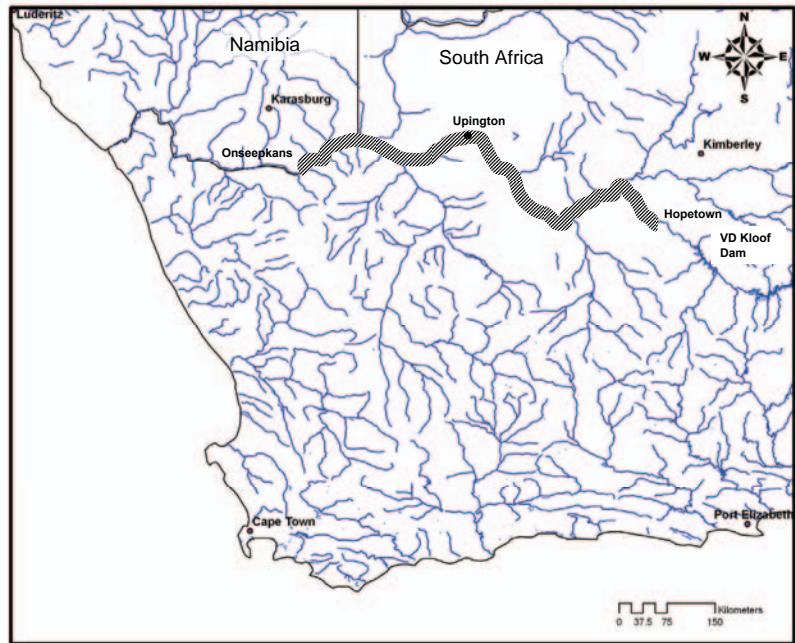 Luderitz
Namibia
South Africa
N
W
E
S
Karasburg
Upington
Onseepkans
Kimberley
Hopetown
VD Kloof
Dam
Cape Town
Port Elizabeth
Kilometers
0 37.5 75 150